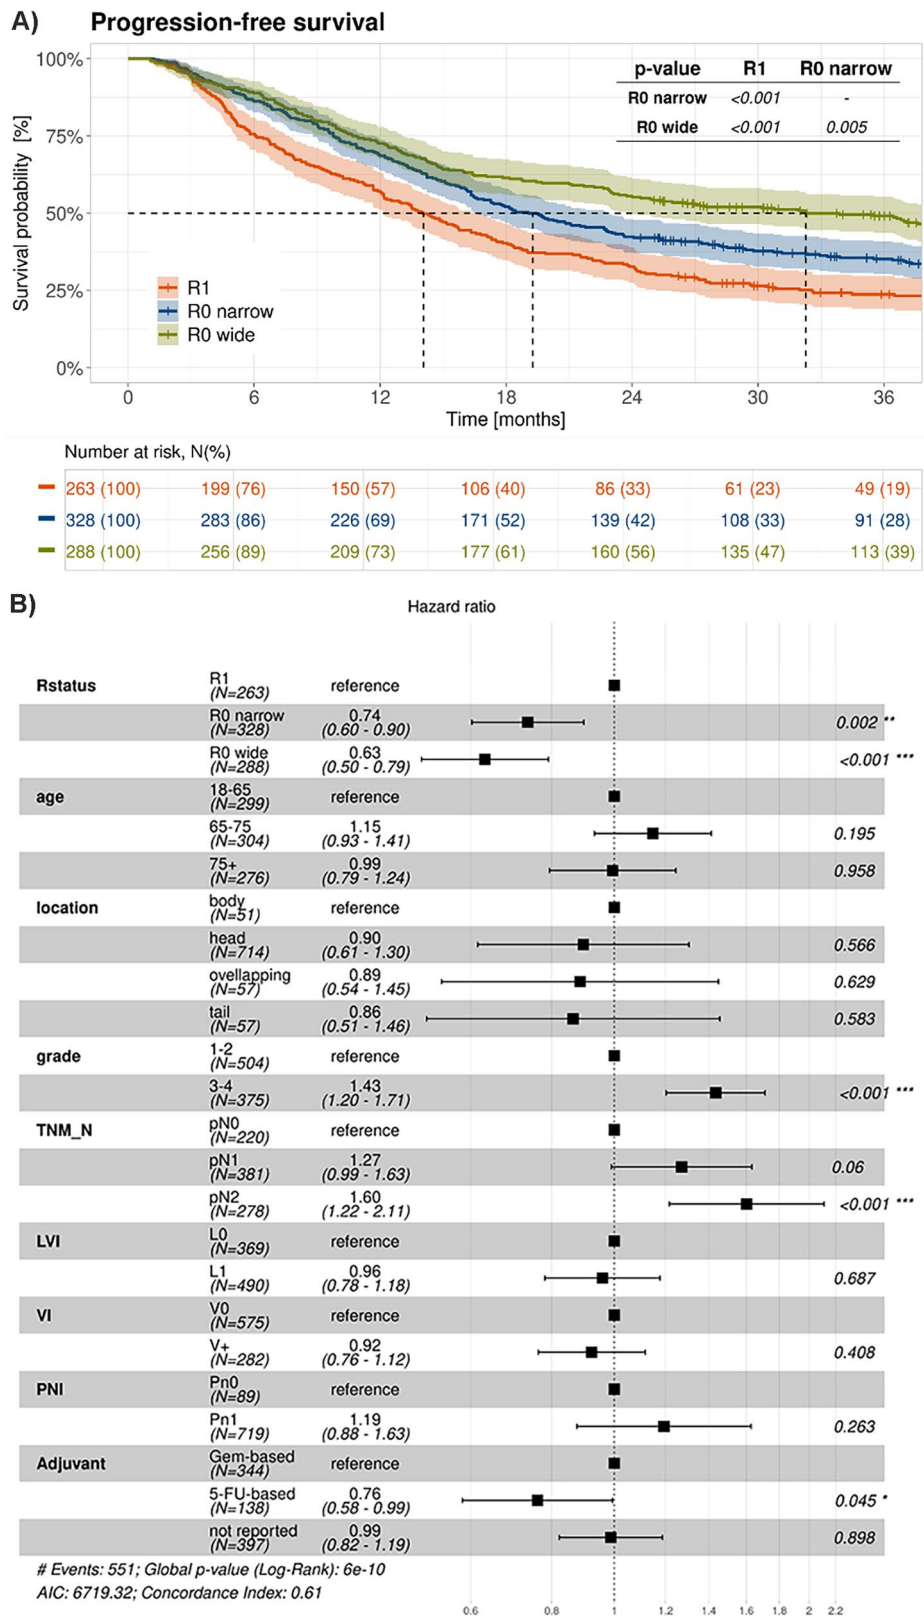 A) Progression-free survival
Survival probability [%]
100%
75%
50%
25%
0%
p-value R1 R0 narrow
R0 narrow <0.001 -
R0 wide <0.001 0.005
R1
R0 narrow
R0 wide
0 6 12 18 24 30 36
Time [months]
Number at risk, N(%)
263 (100) 199 (76) 150 (57) 106 (40) 86 (33) 61 (23) 49 (19)
328 (100) 283 (86) 226 (69) 171 (52) 139 (42) 108 (33) 91 (28)
288 (100) 256 (89) 209 (73) 177 (61) 160 (56) 135 (47) 113 (39)
B)
Hazard ratio
Rstatus R1 (N=263) reference
R0 narrow (N=328) 0.74 (0.60 - 0.90) 0.002 **
R0 wide (N=288) 0.63 (0.50 - 0.79) <0.001 ***
age 18-65 (N=299) reference
65-75 (N=304) 1.15 (0.93 - 1.41) 0.195
75+ (N=276) 0.99 (0.79 - 1.24) 0.958
location body (N=51) reference
head (N=714) 0.90 (0.61 - 1.30) 0.566
ovellapping (N=57) 0.89 (0.54 - 1.45) 0.629
tail (N=57) 0.86 (0.51 - 1.46) 0.583
grade 1-2 (N=504) reference
3-4 (N=375) 1.43 (1.20 - 1.71) <0.001 ***
TNM_N pN0 (N=220) reference
pN1 (N=381) 1.27 (0.99 - 1.63) 0.06
pN2 (N=278) 1.60 (1.22 - 2.11) <0.001 ***
LVI L0 (N=369) reference
L1 (N=490) 0.96 (0.78 - 1.18) 0.687
VI V0 (N=575) reference
V+ (N=282) 0.92 (0.76 - 1.12) 0.408
PNI Pn0 (N=89) reference
Pn1 (N=719) 1.19 (0.88 - 1.63) 0.263
Adjuvant Gem-based (N=344) reference
5-FU-based (N=138) 0.76 (0.58 - 0.99) 0.045 *
not reported (N=397) 0.99 (0.82 - 1.19) 0.898
# Events: 551; Global p-value (Log-Rank): 6e-10
AIC: 6719.32; Concordance Index: 0.61
0.6 0.8 1 1.2 1.4 1.6 1.8 2 2.2